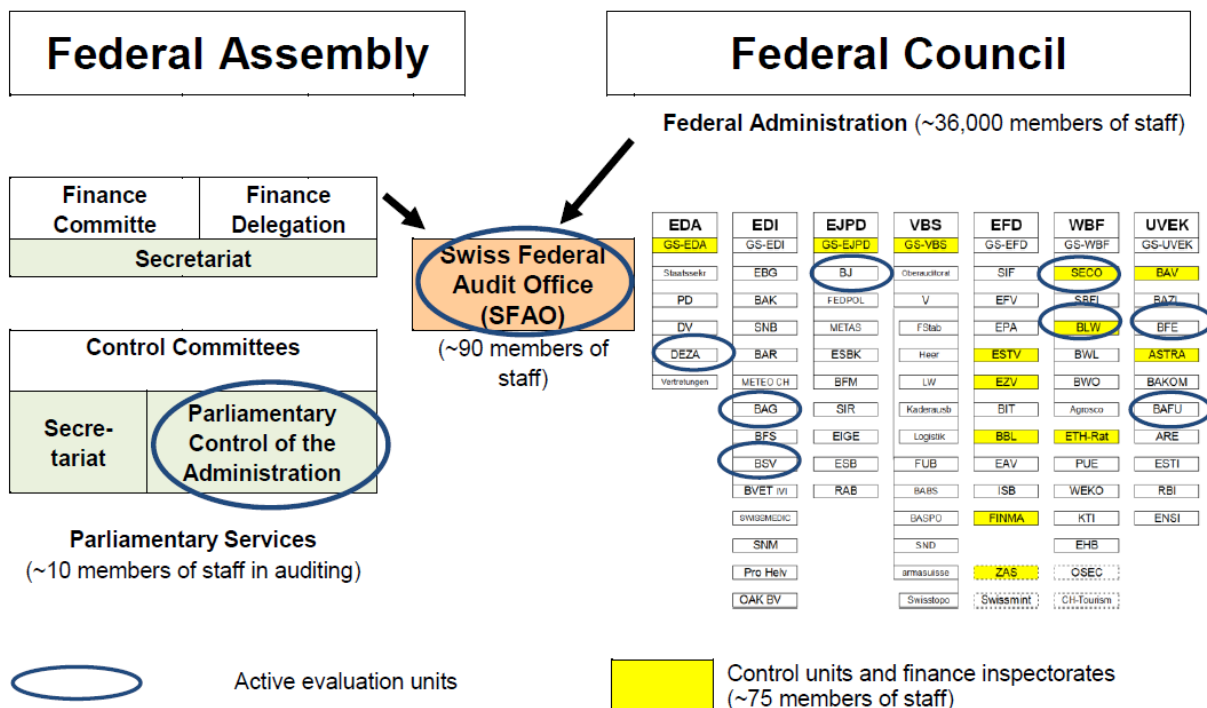 Federal Assembly
Federal Council
Federal Administration (~36,000 members of staff)
Finance
Committe
Finance
Delegation
Secretariat
Control Committees
Secre-
tariat
Parliamentary
Control of the
Administration
Parliamentary Services
(~10 members of staff in auditing)
Swiss Federal
Audit Office
(SFAO)
(~90 members of
staff)
EDA
GS-EDA
Staatssekr
PD
DV
DEZA
Vertretungen
EDI
GS-EDI
EBG
BAK
SNB
BAR
METEO CH
BAG
BFS
BSV
BVET IVI
SWISSMEDIC
SNM
Pro Helv
OAK BV
EJPD
GS-EJPD
BJ
FEDPOL
METAS
ESBK
BFM
SIR
EIGE
ESB
RAB
VBS
GS-VBS
Oberauditorat
V
FStab
Heer
LW
Kaderausb
Logistik
FUB
BABS
BASPO
SND
armasuisse
Swisstopo
EFD
GS-EFD
SIF
EFV
EPA
ESTV
EZV
BIT
BBL
EAV
ISB
FINMA
ZAS
Swissmint
WBF
GS-WBF
SECO
SBFI
BLW
BWL
BWO
Agrosco
ETH-Rat
PUE
WEKO
KTI
EHB
OSEC
CH-Tourism
UVEK
GS-UVEK
BAV
BAZL
BFE
ASTRA
BAKOM
BAFU
ARE
ESTI
RBI
ENSI
Active evaluation units
Control units and finance inspectorates
(~75 members of staff)